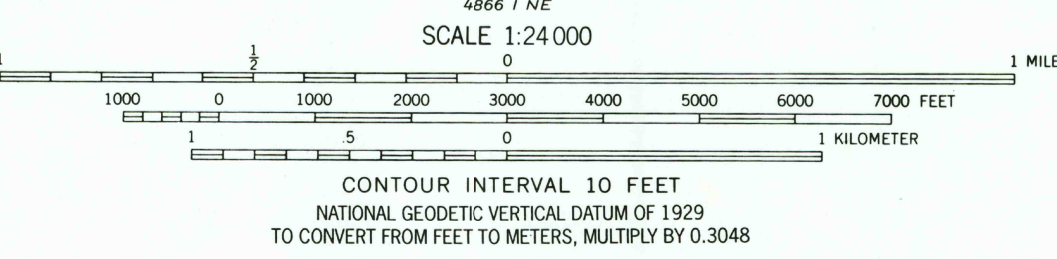 4866 I NE
SCALE 1:24 000
1 1/2 0 1 MILE
1000 0 1000 2000 3000 4000 5000 6000 7000 FEET
1 .5 0 1 KILOMETER
CONTOUR INTERVAL 10 FEET
NATIONAL GEODETIC VERTICAL DATUM OF 1929
TO CONVERT FROM FEET TO METERS, MULTIPLY BY 0.3048